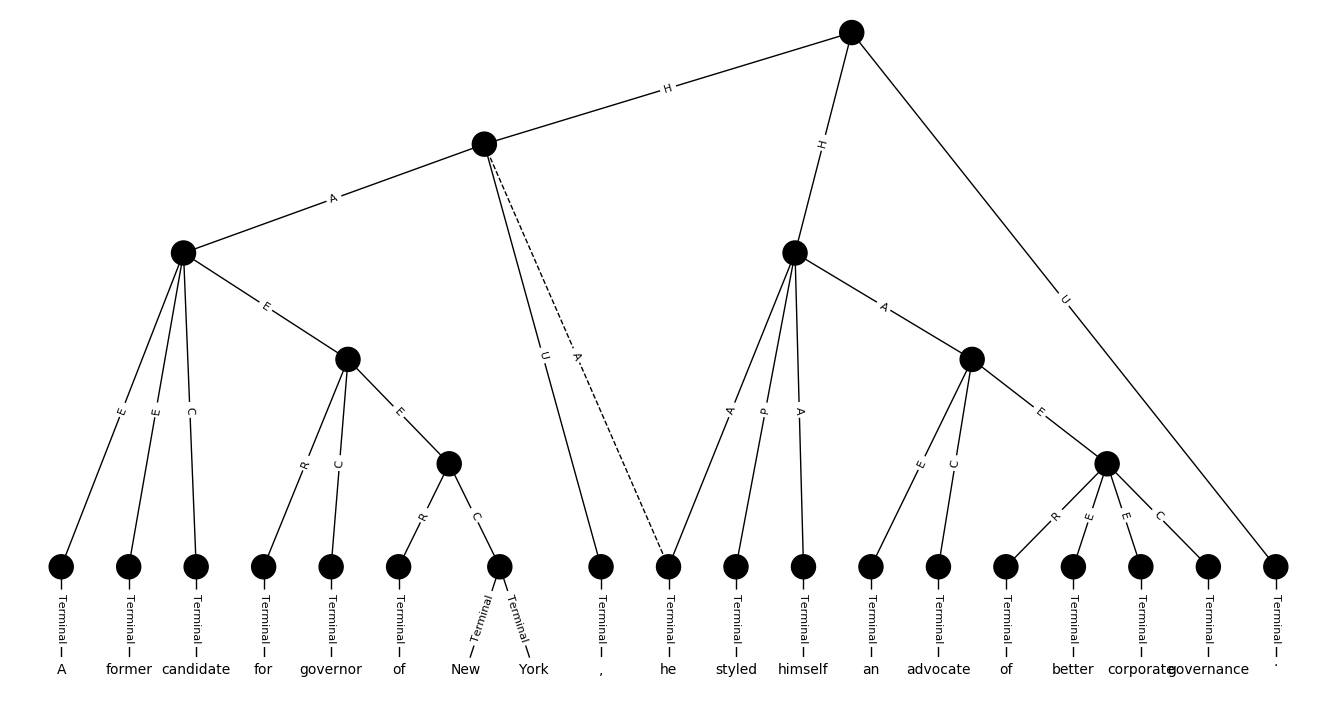 H
H
A
U
E
A
U
A
E
E
C
A
P
A
E
R
C
E
E
C
R
C
R
E
E
C
Terminal Terminal Terminal Terminal Terminal Terminal Terminal Terminal Terminal Terminal Terminal Terminal Terminal Terminal Terminal Terminal Terminal Terminal Terminal
A former candidate for governor of New York , he styled himself an advocate of better corporate governance .